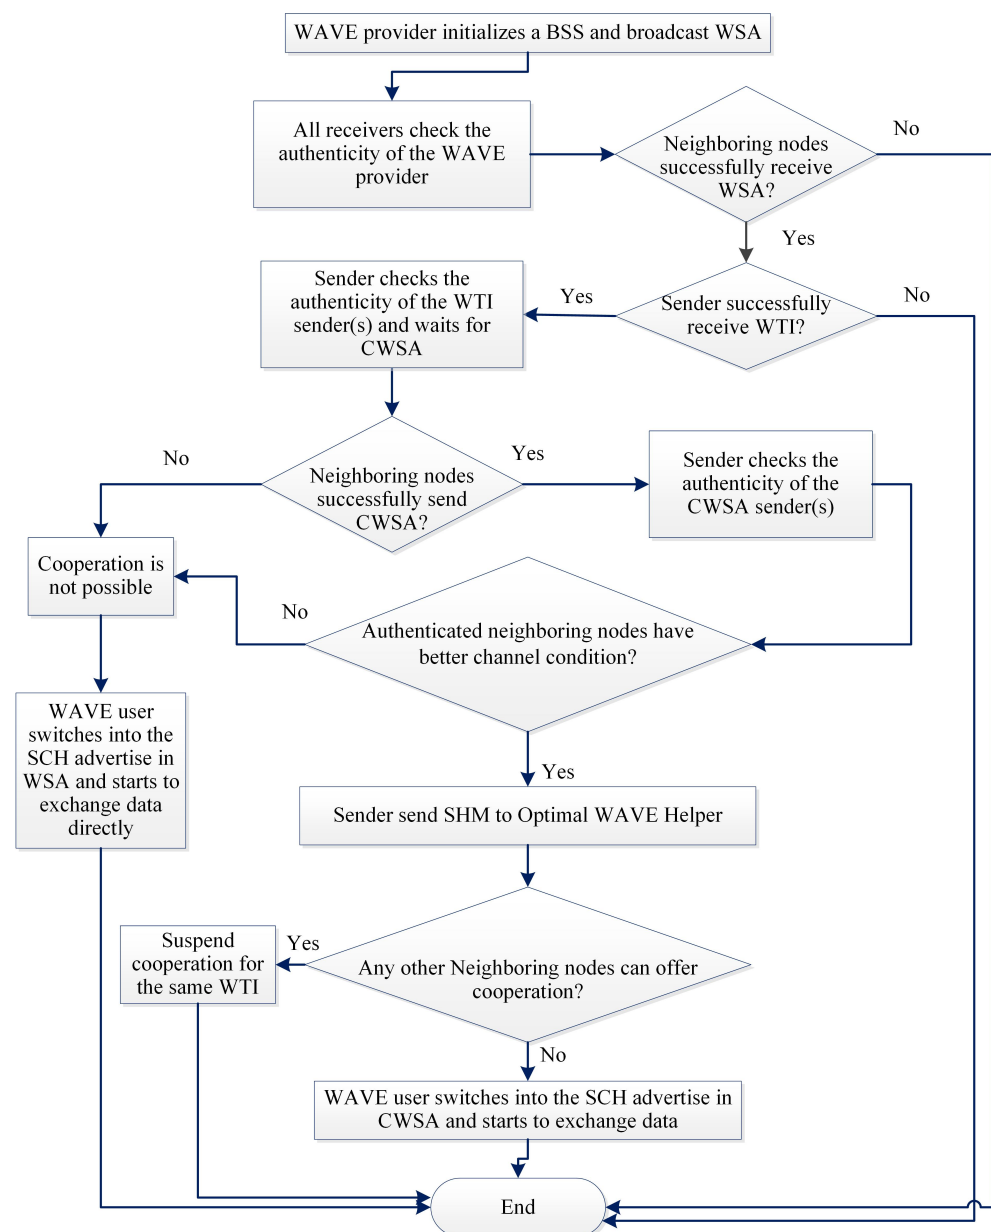 WAVE provider initializes a BSS and broadcast WSA
All receivers check the
authenticity of the WAVE
provider
Neighboring nodes
successfully receive
WSA?
No
Yes
Sender checks the
authenticity of the WTI
sender(s) and waits for
CWSA
Yes
Sender successfully
receive WTI?
No
No
Neighboring nodes
successfully send
CWSA?
Yes
Sender checks the
authenticity of the
CWSA sender(s)
Cooperation is
not possible
No
Authenticated neighboring nodes have
better channel condition?
WAVE user
switches into the
SCH advertise in
WSA and starts to
exchange data
directly
Yes
Sender send SHM to Optimal WAVE Helper
Suspend
cooperation for
the same WTI
Yes
Any other Neighboring nodes can offer
cooperation?
No
WAVE user switches into the SCH advertise in
CWSA and starts to exchange data
End